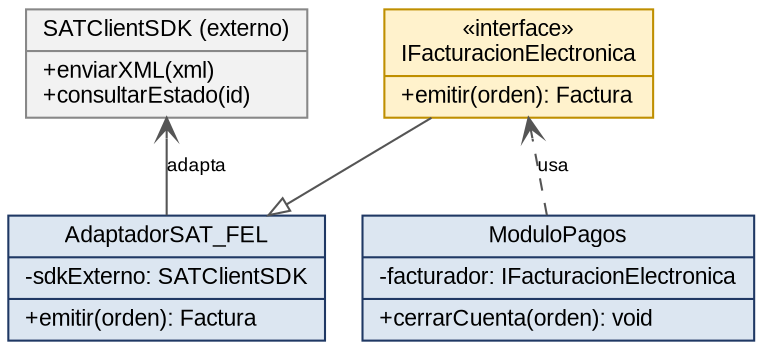 SATClientSDK (externo)
+enviarXML(xml)
+consultarEstado(id)
«interface»
IFacturacionElectronica
+emitir(orden): Factura
adapta
usa
AdaptadorSAT_FEL
-sdkExterno: SATClientSDK
+emitir(orden): Factura
ModuloPagos
-facturador: IFacturacionElectronica
+cerrarCuenta(orden): void